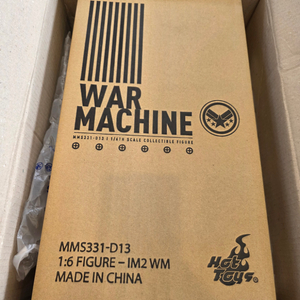 WAR
MACHINE
MMS331-D13 | 1/6TH SCALE COLLECTIBLE FIGURE
MMS331-D13
1:6 FIGURE – IM2 WM
MADE IN CHINA
Hot
Toys